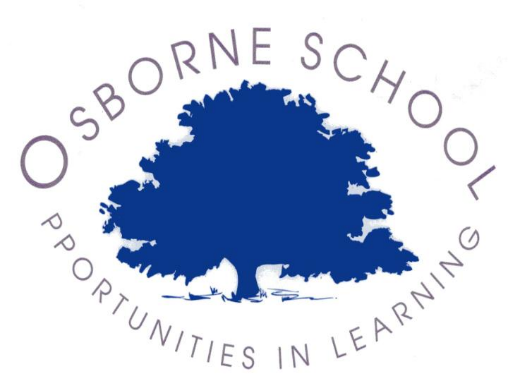 OSBORNE SCHOOL
PPORTUNITIES IN LEARNING